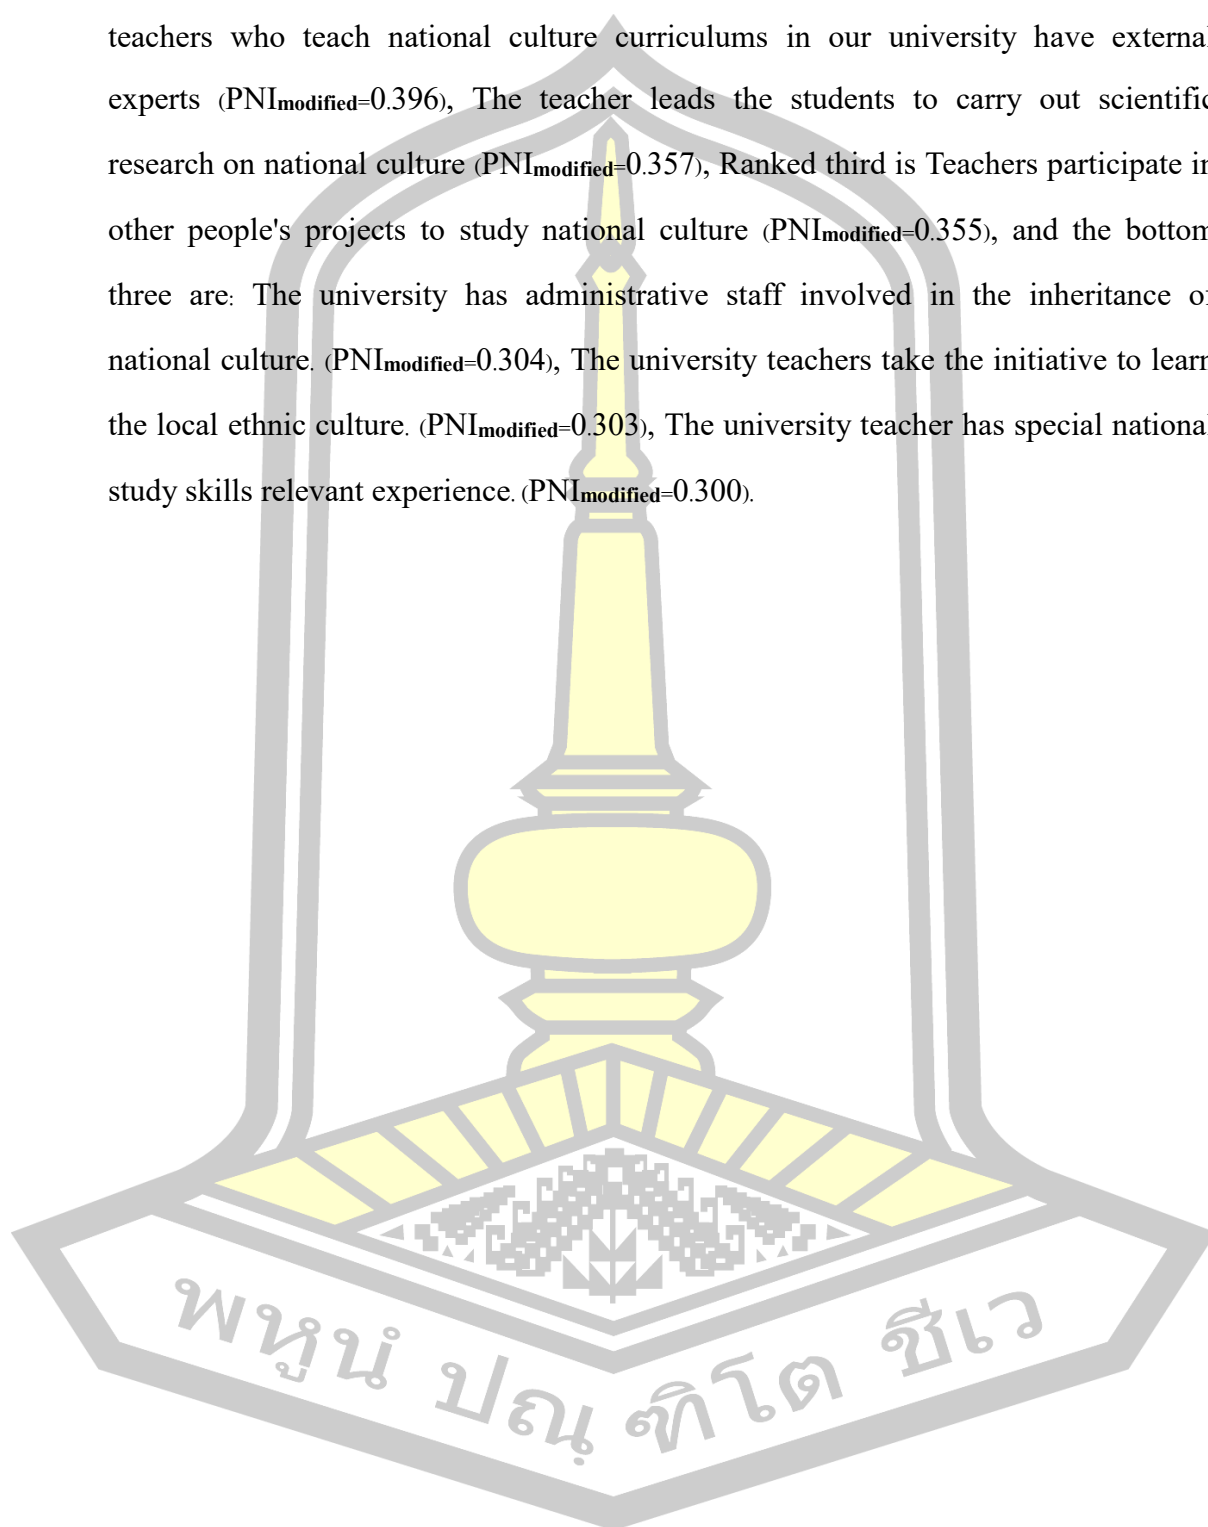 teachers who teach national culture curriculums in our university have external
experts (PNImodified=0.396), The teacher leads the students to carry out scientific
research on national culture (PNImodified=0.357), Ranked third is Teachers participate in
other people's projects to study national culture (PNImodified=0.355), and the bottom
three are: The university has administrative staff involved in the inheritance of
national culture. (PNImodified=0.304), The university teachers take the initiative to learn
the local ethnic culture. (PNImodified=0.303), The university teacher has special national
study skills relevant experience. (PNImodified=0.300).
พหูนํ ปณฺฑิโต ชีเว